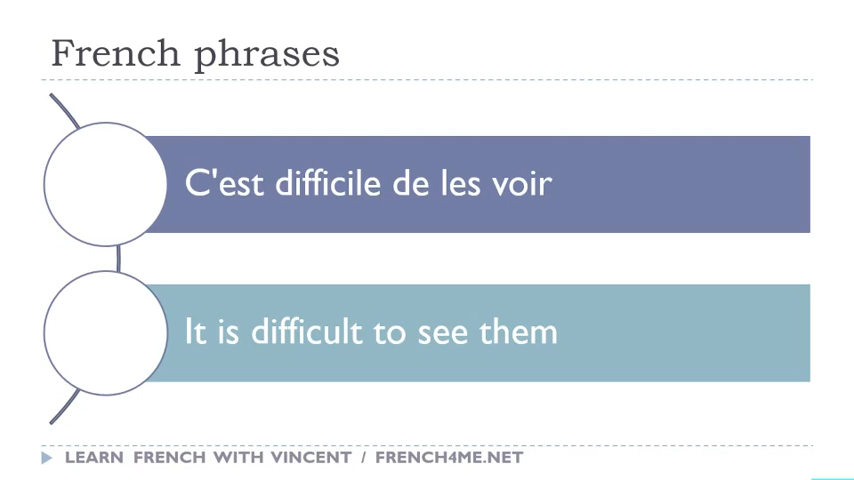 French phrases
C'est difficile de les voir
It is difficult to see them
LEARN FRENCH WITH VINCENT / FRENCH4ME.NET